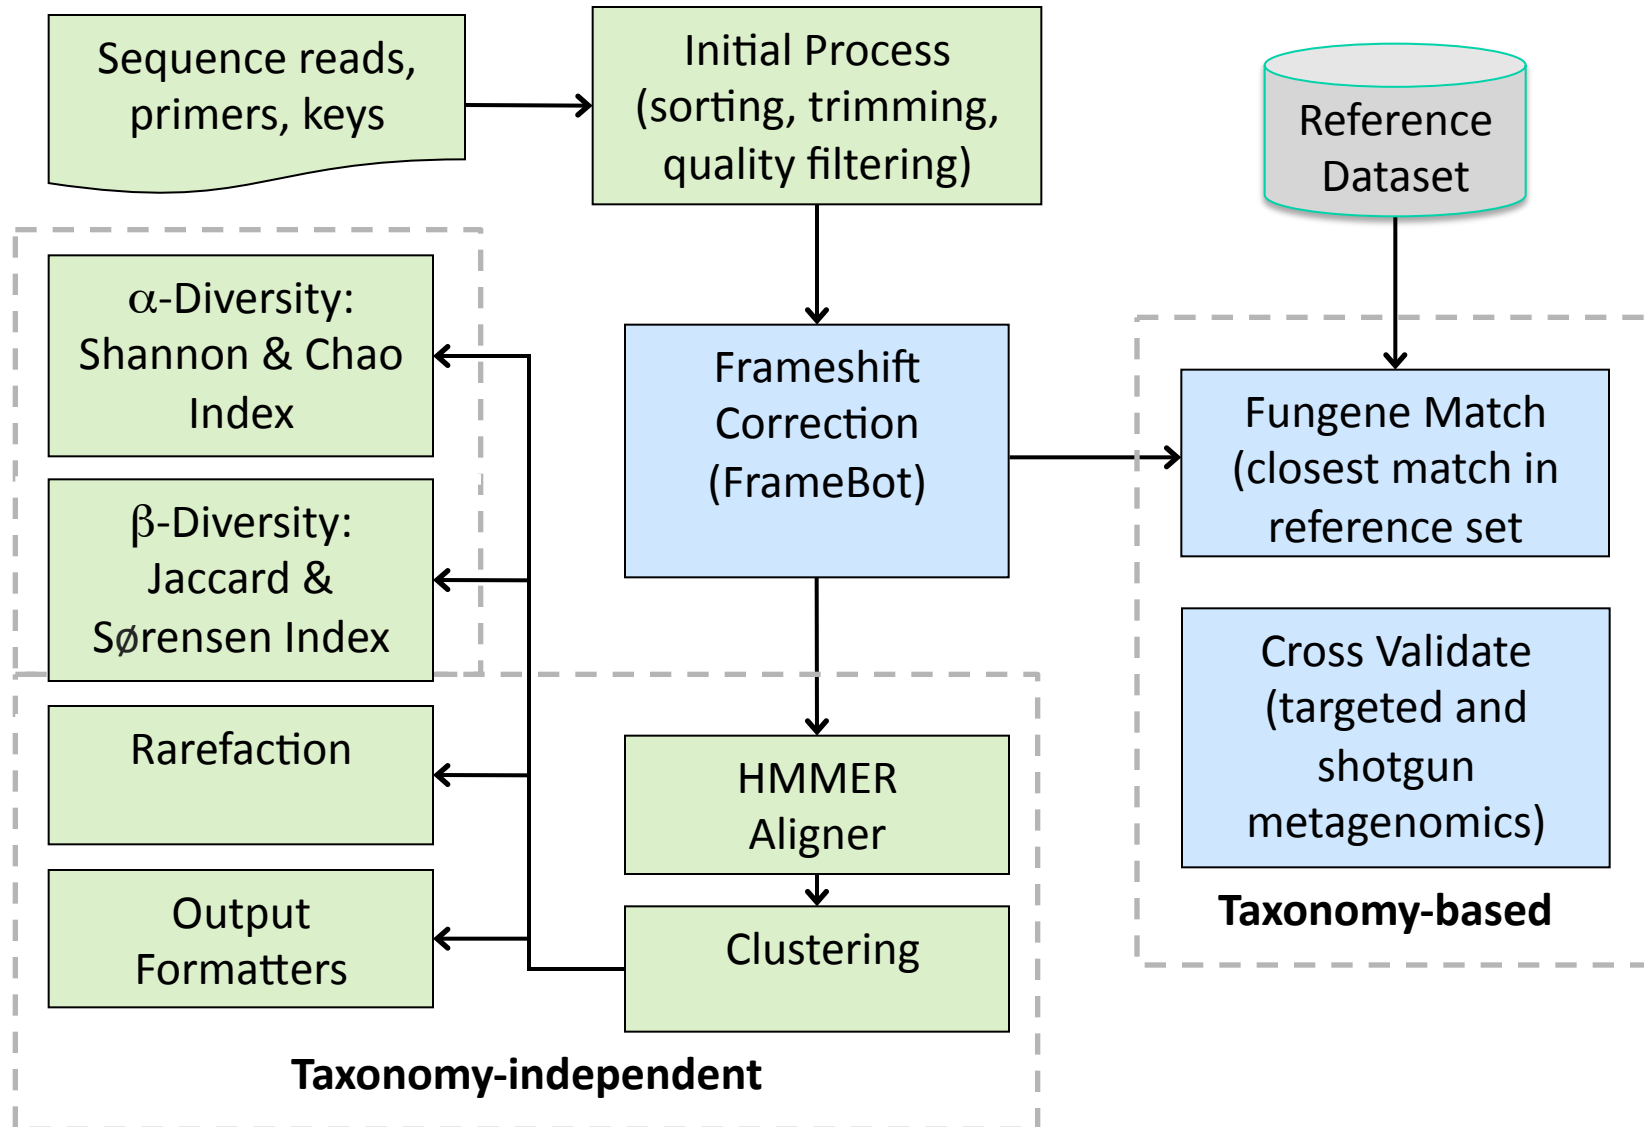 Sequence reads,
primers, keys
Initial Process
(sorting, trimming,
quality filtering)
Reference
Dataset
α-Diversity:
Shannon & Chao
Index
Frameshift
Correction
(FrameBot)
Fungene Match
(closest match in
reference set
β-Diversity:
Jaccard &
Sørensen Index
Cross Validate
(targeted and
shotgun
metagenomics)
Taxonomy-based
Rarefaction
HMMER
Aligner
Output
Formatters
Clustering
Taxonomy-independent